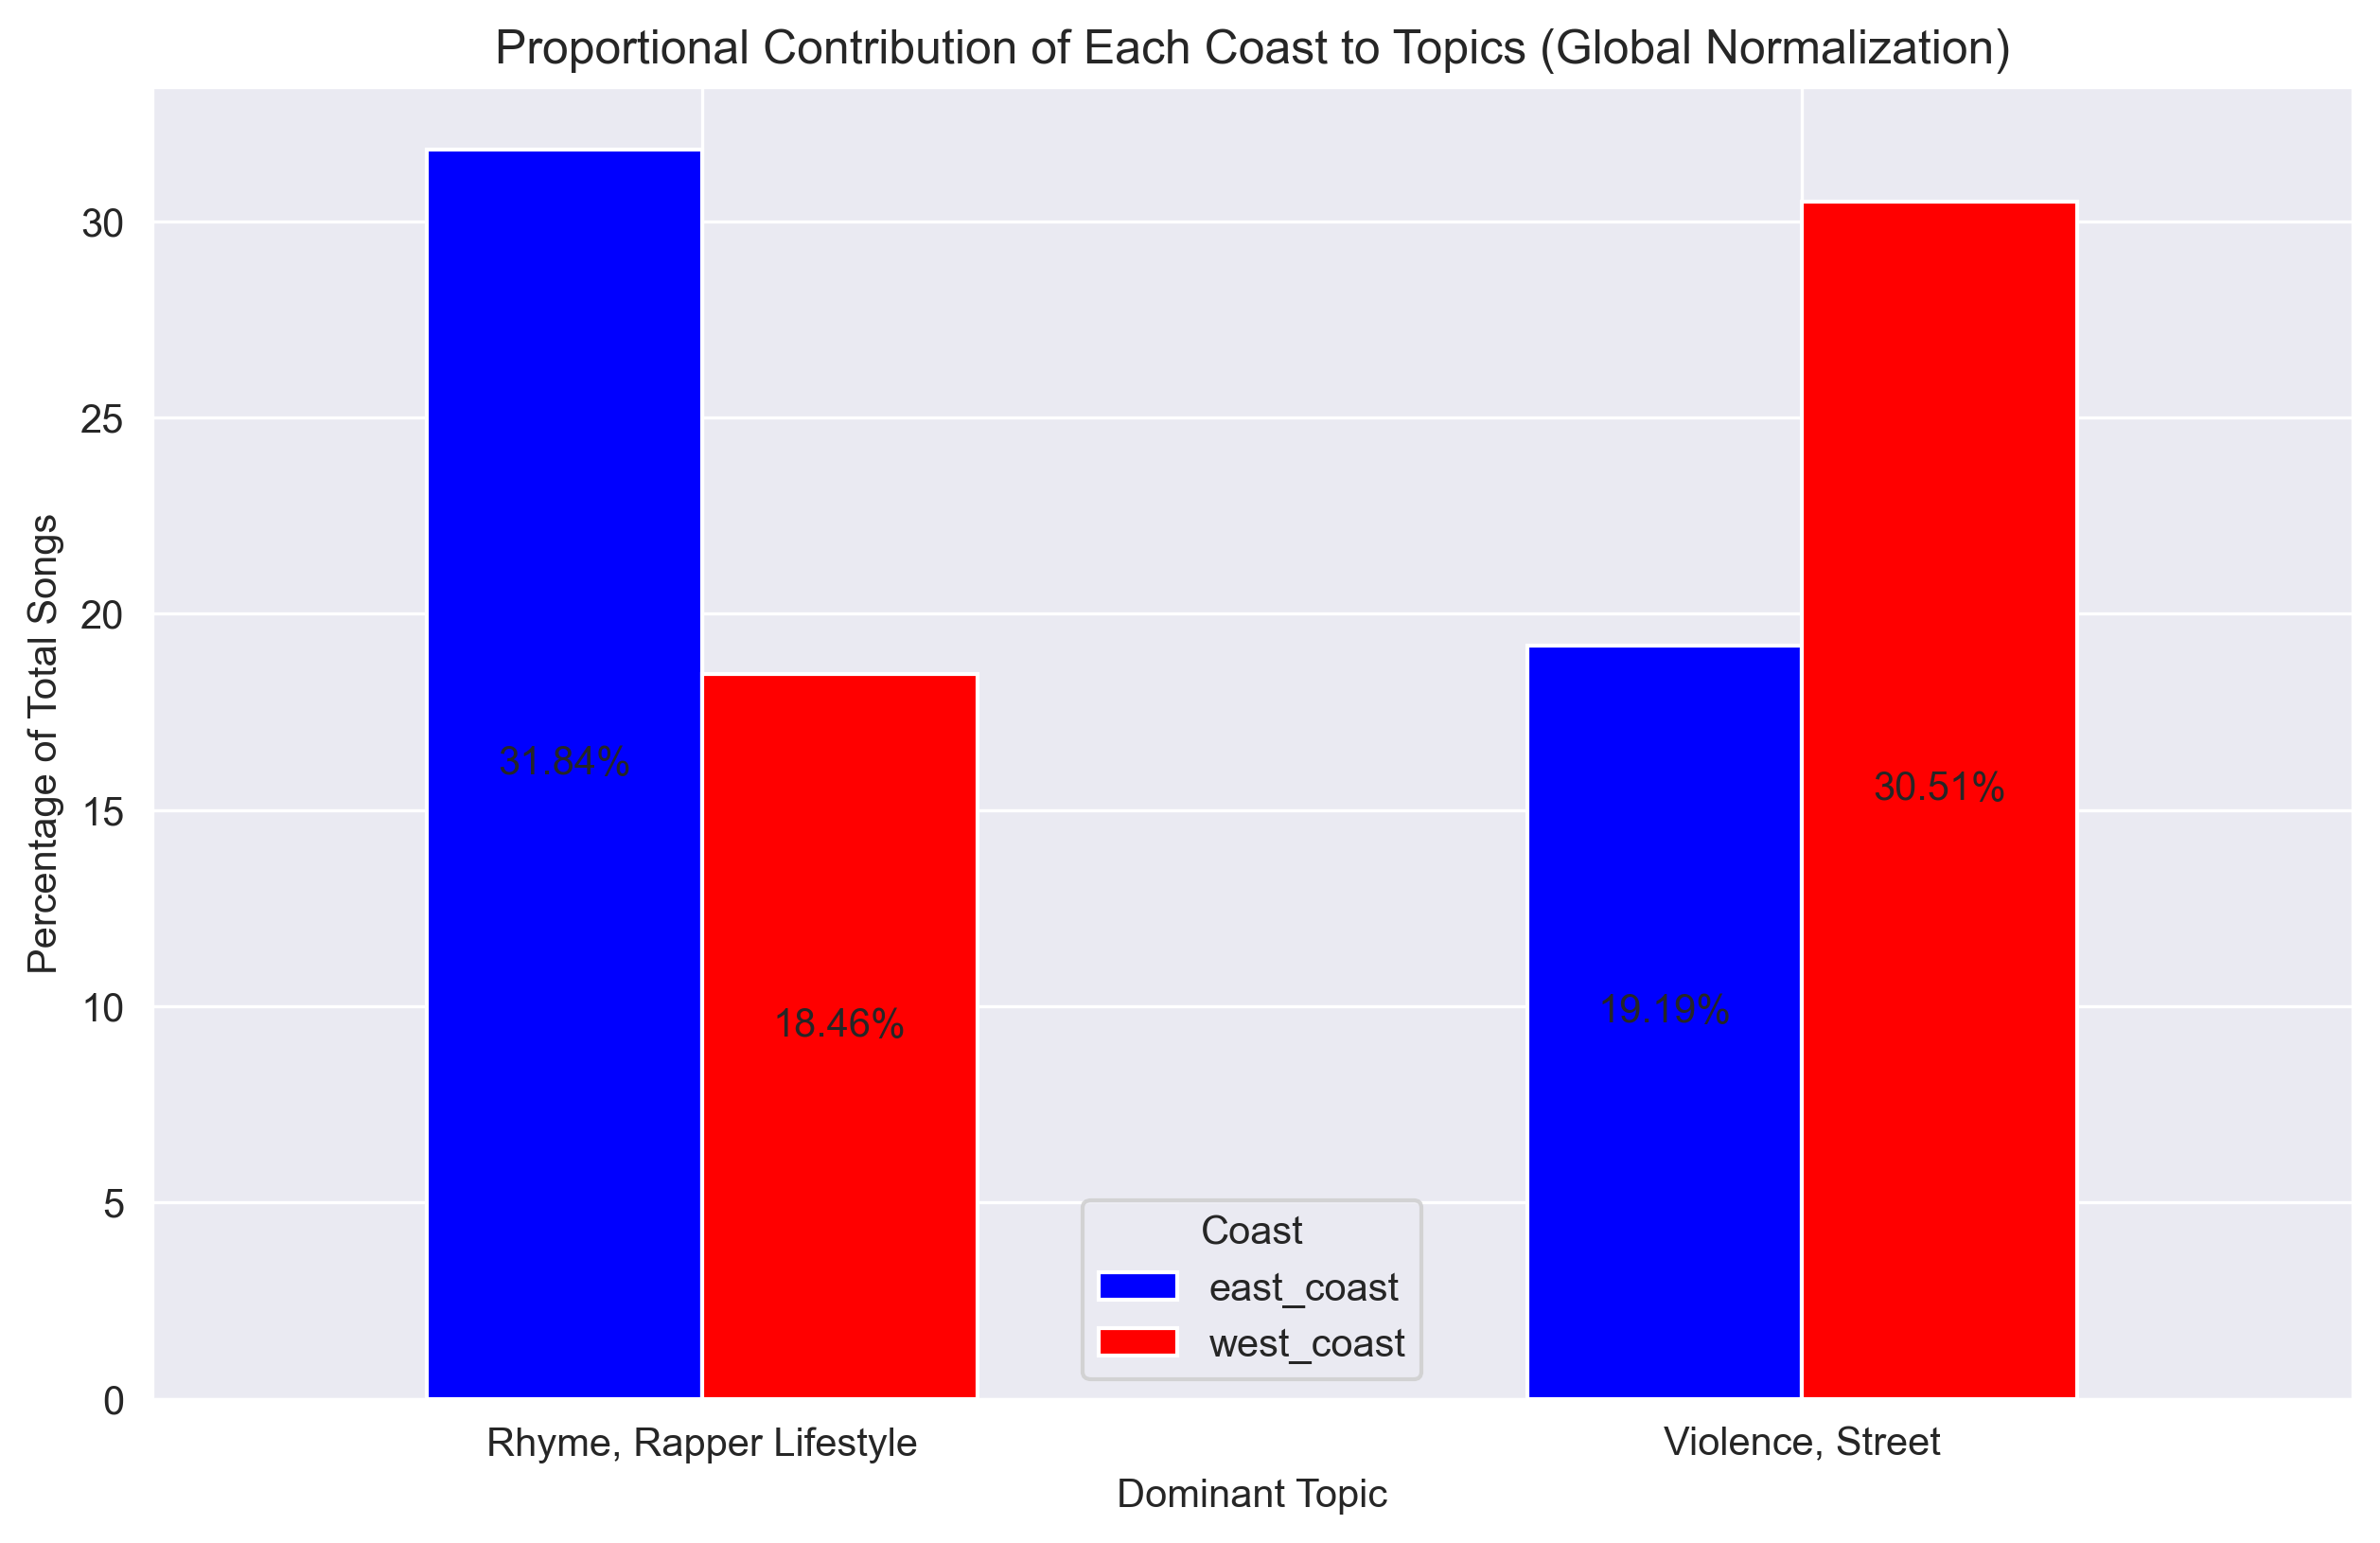 Proportional Contribution of Each Coast to Topics (Global Normalization)
Percentage of Total Songs
30
25
20
15
10
5
0
31.84%
18.46%
19.19%
30.51%
Coast
east_coast
west_coast
Rhyme, Rapper Lifestyle
Violence, Street
Dominant Topic